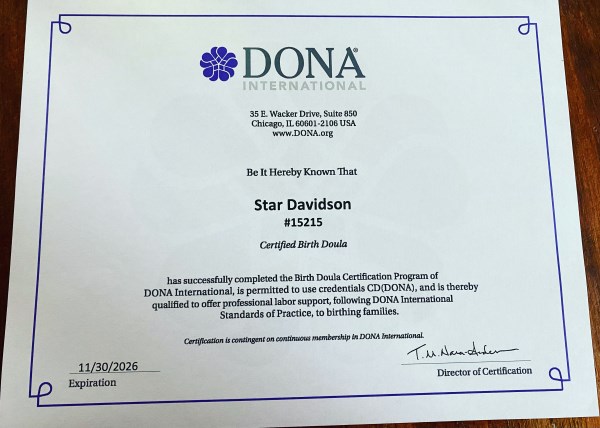 DONA®
INTERNATIONAL
35 E. Wacker Drive, Suite 850
Chicago, IL 60601-2106 USA
www.DONA.org
Be It Hereby Known That
Star Davidson
#15215
Certified Birth Doula
has successfully completed the Birth Doula Certification Program of
DONA International, is permitted to use credentials CD(DONA), and is thereby
qualified to offer professional labor support, following DONA International
Standards of Practice, to birthing families.
Certification is contingent on continuous membership in DONA International.
11/30/2026
Expiration
Director of Certification